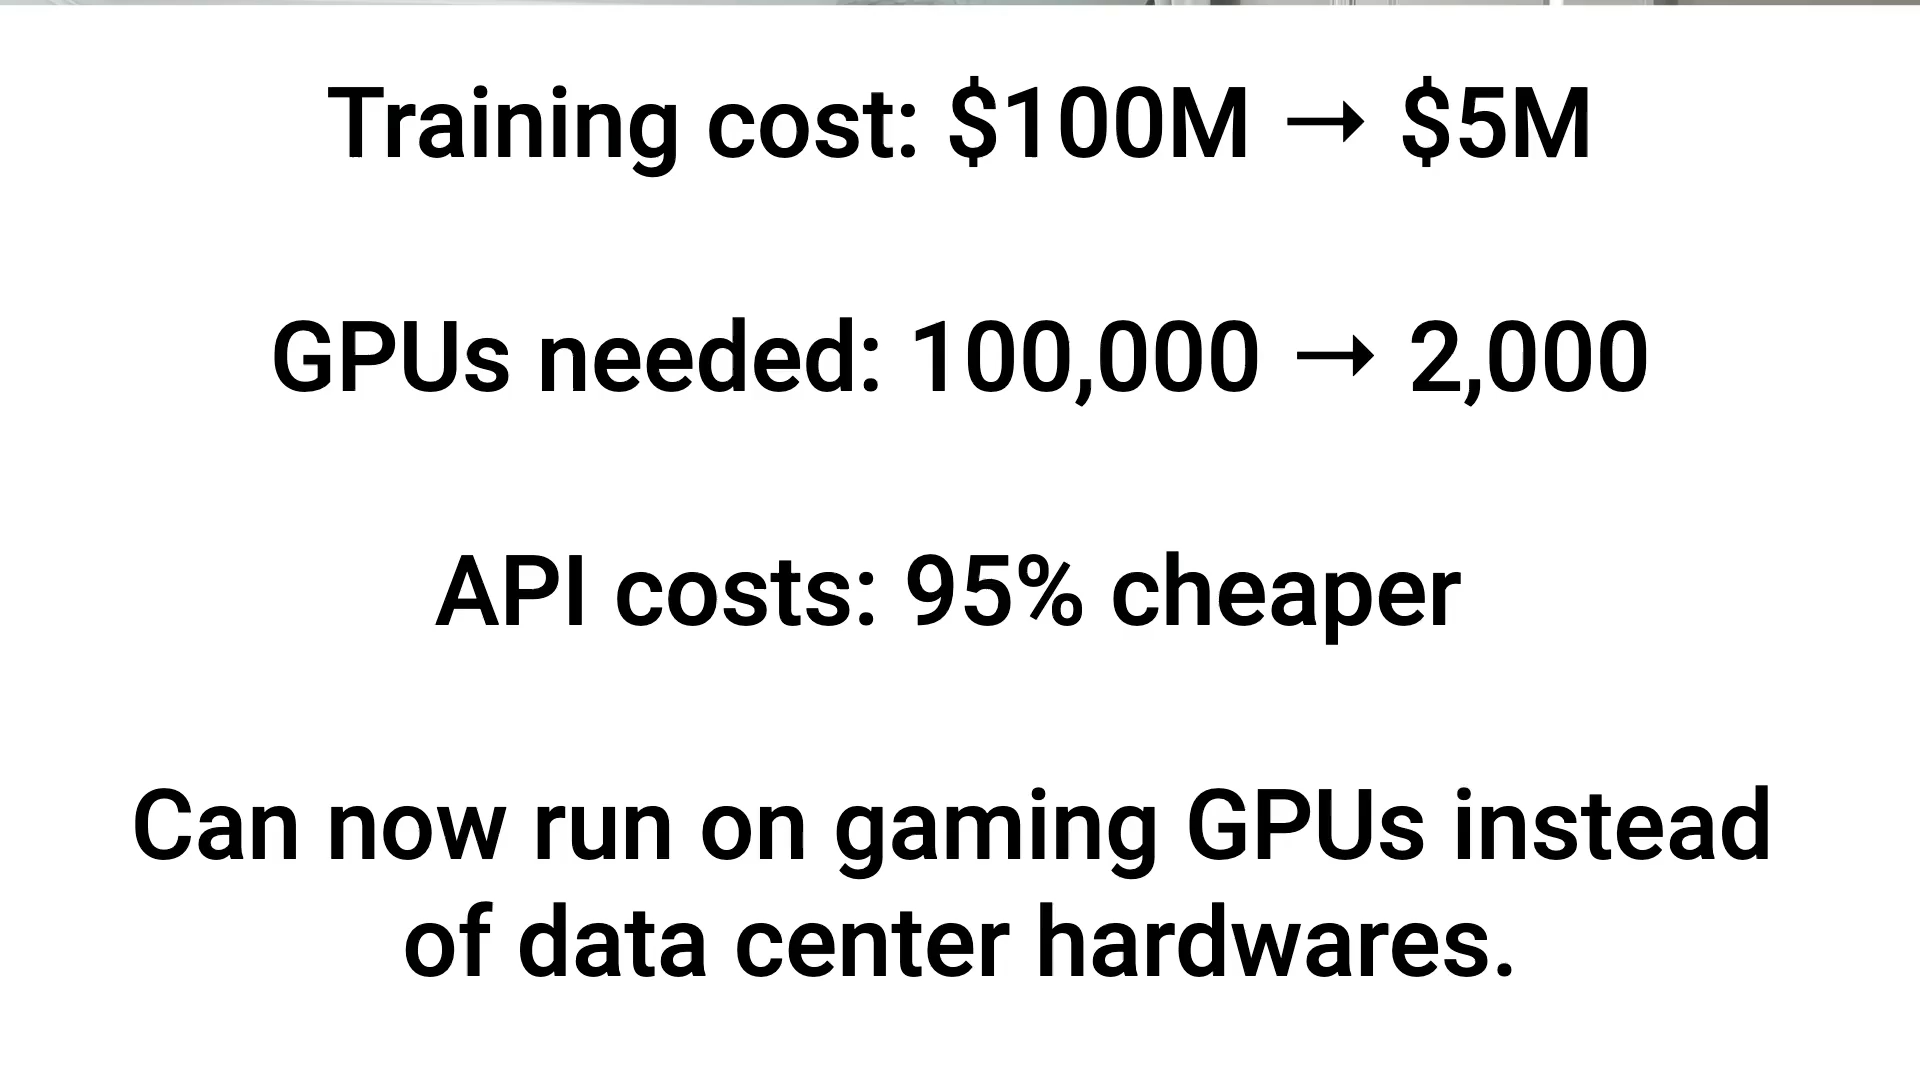 Training cost: $100M → $5M
GPUs needed: 100,000 → 2,000
API costs: 95% cheaper
Can now run on gaming GPUs instead
of data center hardwares.